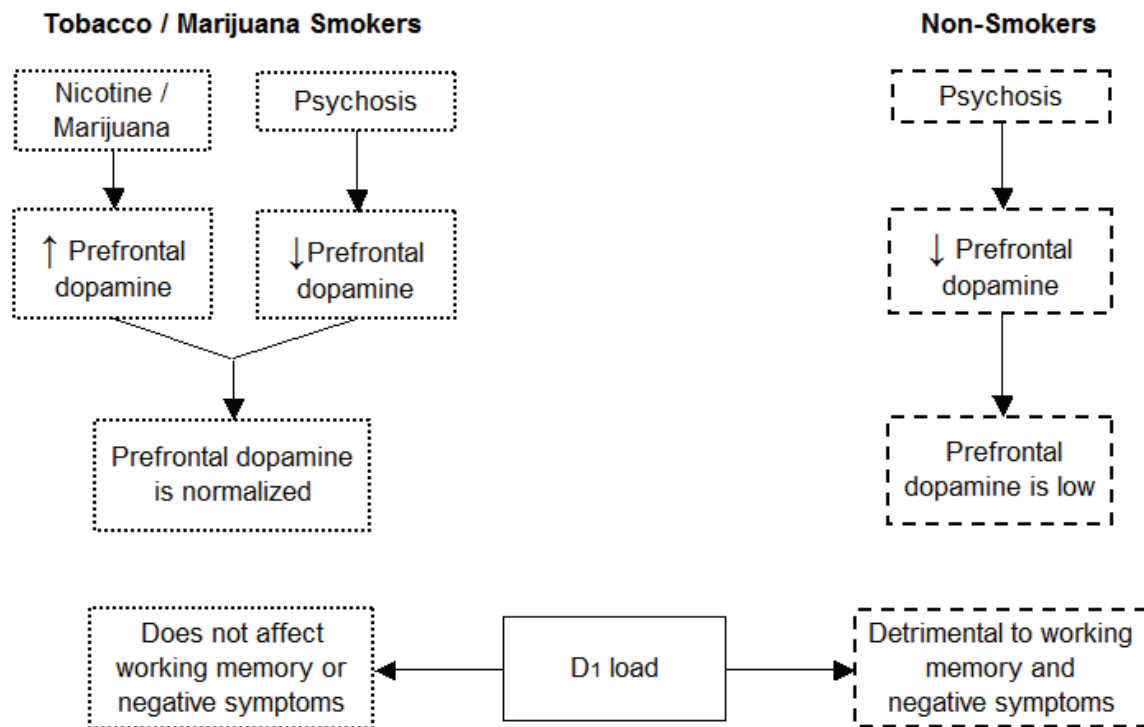 Tobacco / Marijuana Smokers
Non-Smokers
Nicotine /
Marijuana
Psychosis
Psychosis
↑ Prefrontal
dopamine
↓Prefrontal
dopamine
↓ Prefrontal
dopamine
Prefrontal dopamine
is normalized
Prefrontal
dopamine is low
Does not affect
working memory or
negative symptoms
D1 load
Detrimental to working
memory and
negative symptoms